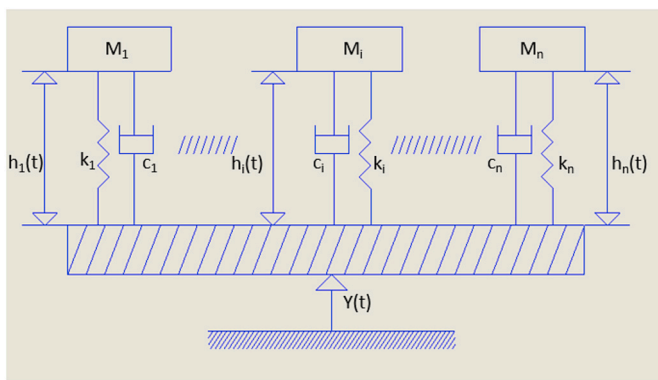 M₁ Mᵢ Mₙ
h₁(t) k₁ c₁ hᵢ(t) cᵢ kᵢ cₙ kₙ hₙ(t)
Y(t)